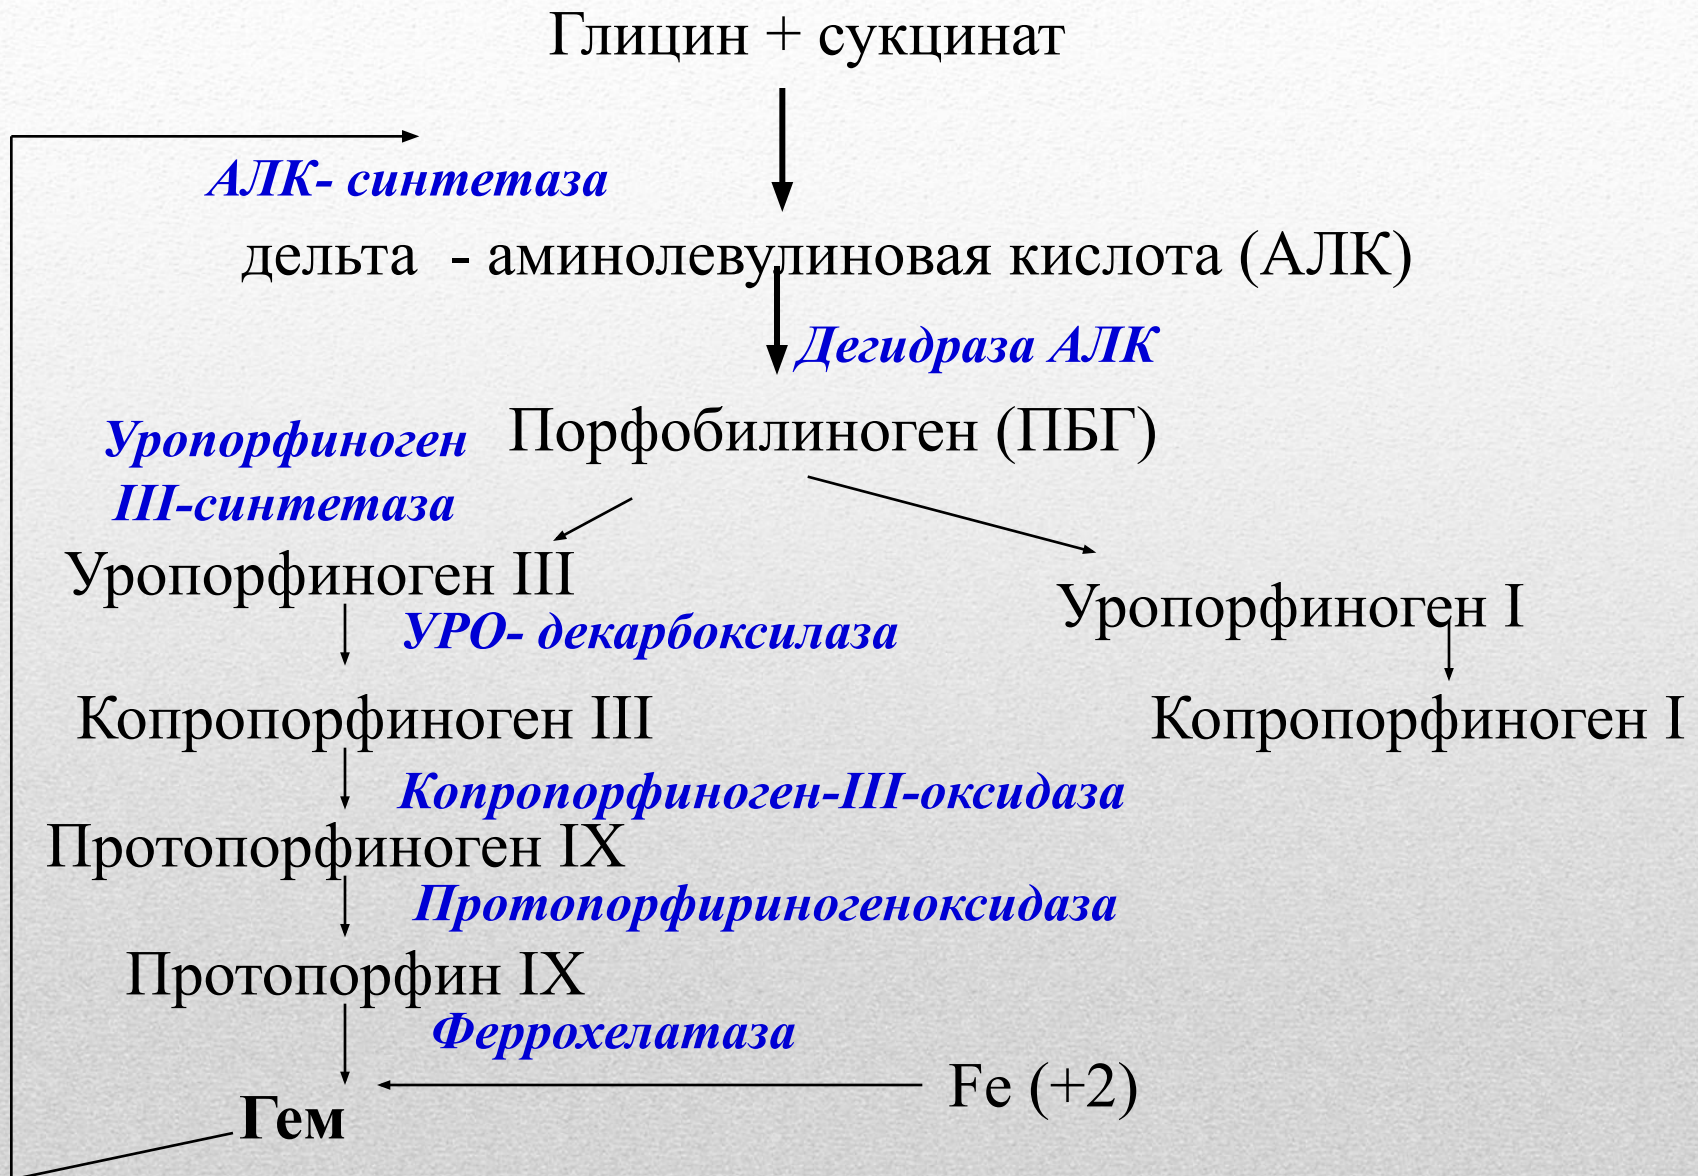 Глицин + сукцинат
АЛК- синтетаза
дельта - аминолевулиновая кислота (АЛК)
Дегидраза АЛК
Порфобилиноген (ПБГ)
Уропорфиноген
III-синтетаза
Уропорфиноген III
Уропорфиноген I
УРО- декарбоксилаза
Копропорфиноген III
Копропорфиноген I
Копропорфиноген-III-оксидаза
Протопорфиноген IX
Протопорфириногеноксидаза
Протопорфин IX
Феррохелатаза
Fe (+2)
Гем